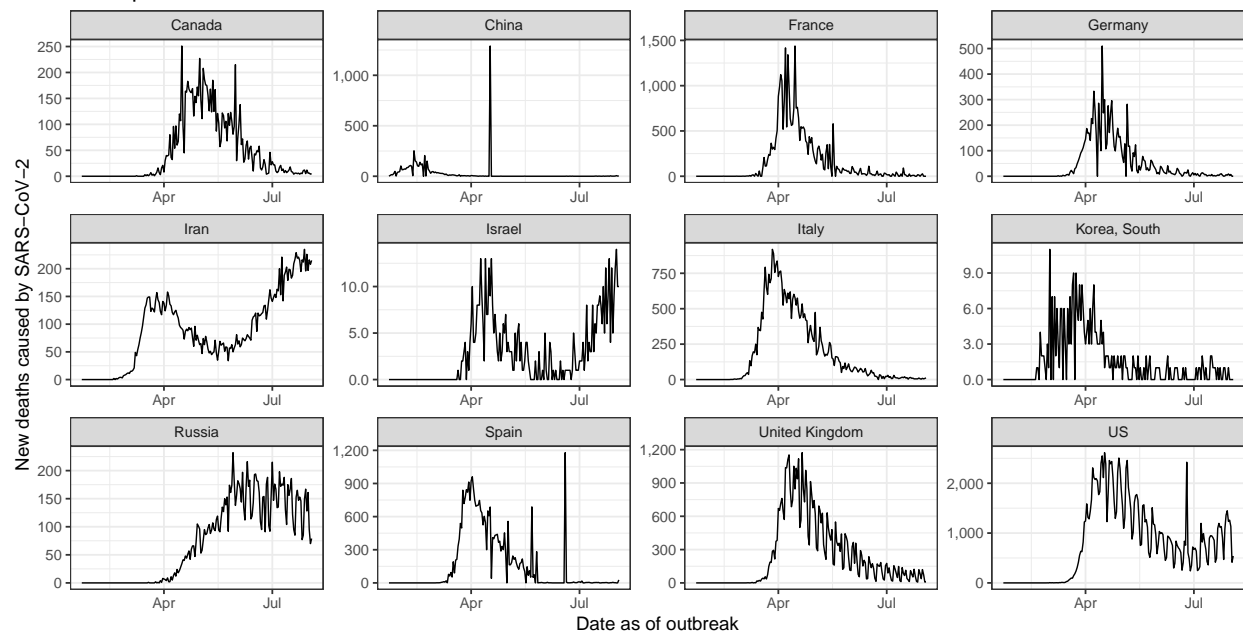 Canada
China
France
Germany
250
200
150
100
50
0
1,000
500
0
1,500
1,000
500
0
500
400
300
200
100
0
Apr
Jul
Apr
Jul
Apr
Jul
Apr
Jul
Iran
Israel
Italy
Korea, South
200
150
100
50
0
10.0
5.0
0.0
750
500
250
0
9.0
6.0
3.0
0.0
Apr
Jul
Apr
Jul
Apr
Jul
Apr
Jul
Russia
Spain
United Kingdom
US
200
150
100
50
0
1,200
900
600
300
0
1,200
900
600
300
0
2,000
1,000
0
Apr
Jul
Apr
Jul
Apr
Jul
Apr
Jul
New deaths caused by SARS−CoV−2
Date as of outbreak